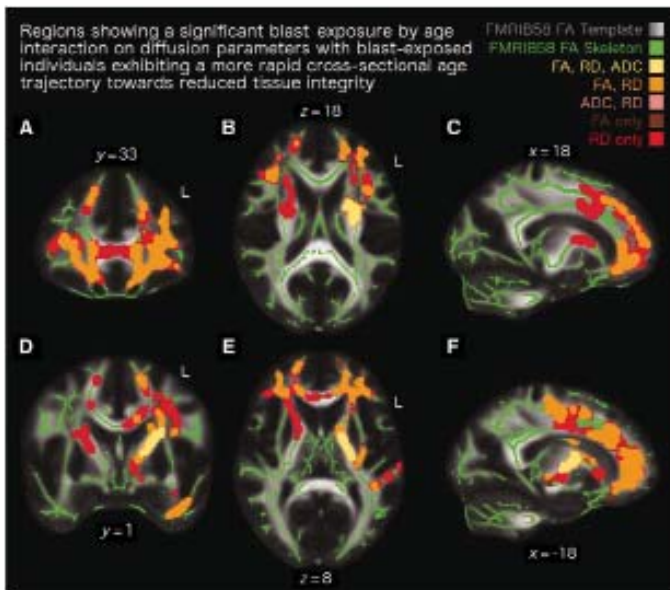 Regions showing a significant blast exposure by age
interaction on diffusion parameters with blast-exposed
individuals exhibiting a more rapid cross-sectional age
trajectory towards reduced tissue integrity
FMRIB58 FA Template
FMRIB58 FA Skeleton
FA, RD, ADC
FA, RD
ADC, RD
FA only
RD only
A
y=33
L
B
z=18
L
C
x=18
D
L
y=1
E
L
z=8
F
x=-18